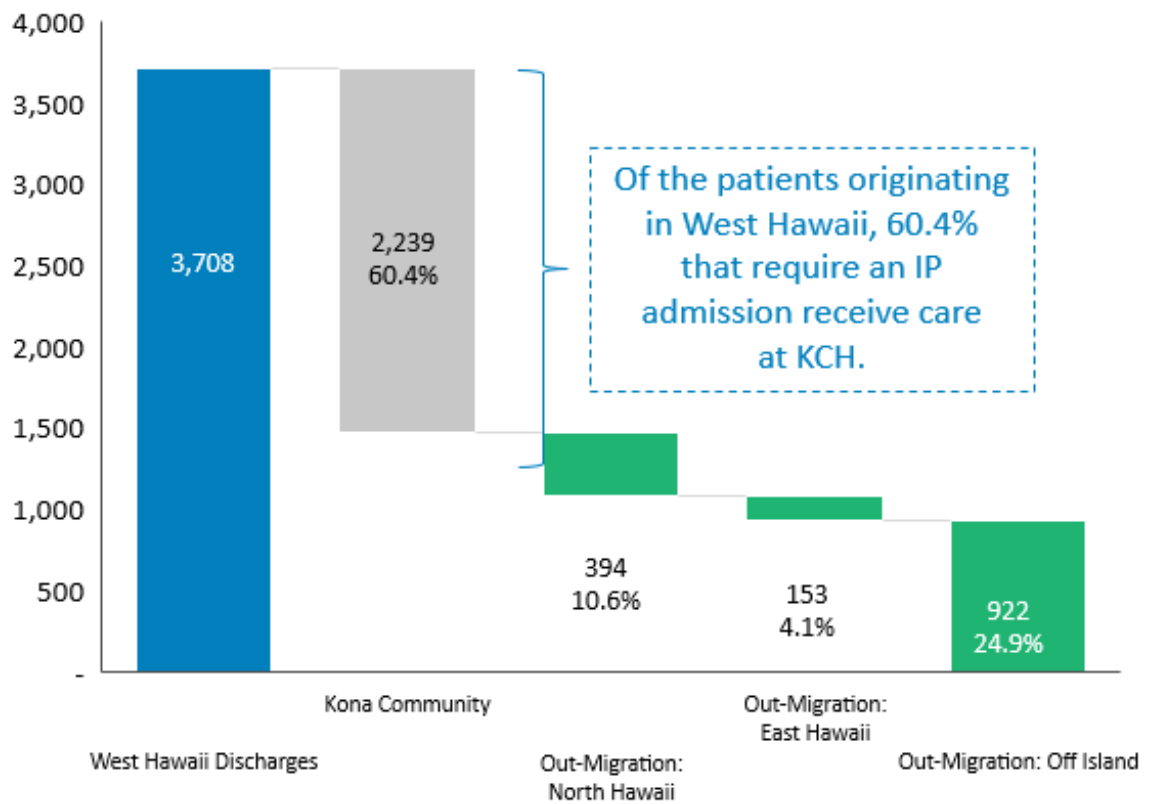 4,000
3,500
3,000
2,500
2,000
1,500
1,000
500
-
3,708
2,239
60.4%
Of the patients originating
in West Hawaii, 60.4%
that require an IP
admission receive care
at KCH.
394
10.6%
153
4.1%
922
24.9%
West Hawaii Discharges
Kona Community
Out-Migration:
North Hawaii
Out-Migration:
East Hawaii
Out-Migration: Off Island